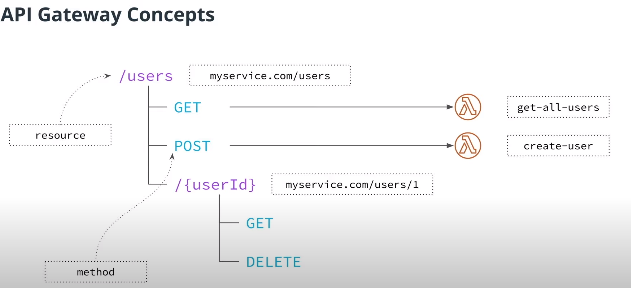 API Gateway Concepts
/users
myservice.com/users
GET
get-all-users
resource
POST
create-user
/{userId}
myservice.com/users/1
GET
method
DELETE